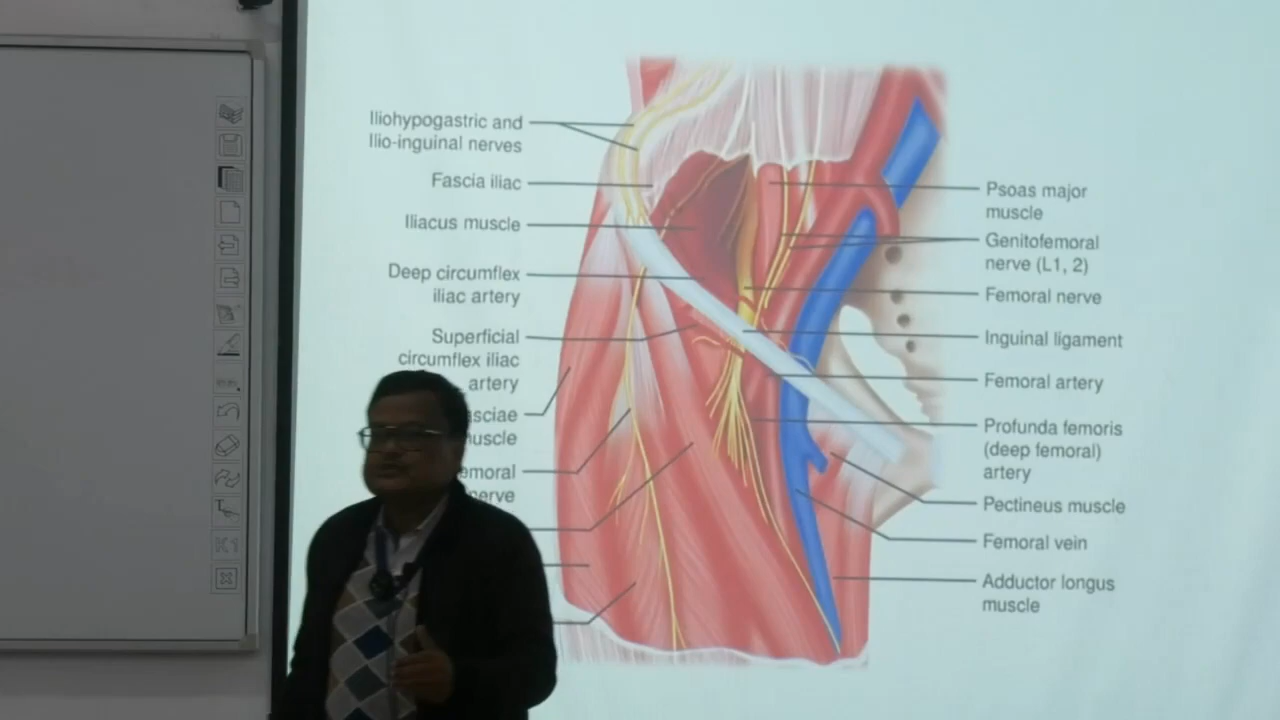 Iliohypogastric and
Ilio-inguinal nerves
Fascia iliac
Iliacus muscle
Deep circumflex
iliac artery
Superficial
circumflex iliac
artery
asciae
nuscle
emoral
nerve
Psoas major
muscle
Genitofemoral
nerve (L1, 2)
Femoral nerve
Inguinal ligament
Femoral artery
Profunda femoris
(deep femoral)
artery
Pectineus muscle
Femoral vein
Adductor longus
muscle